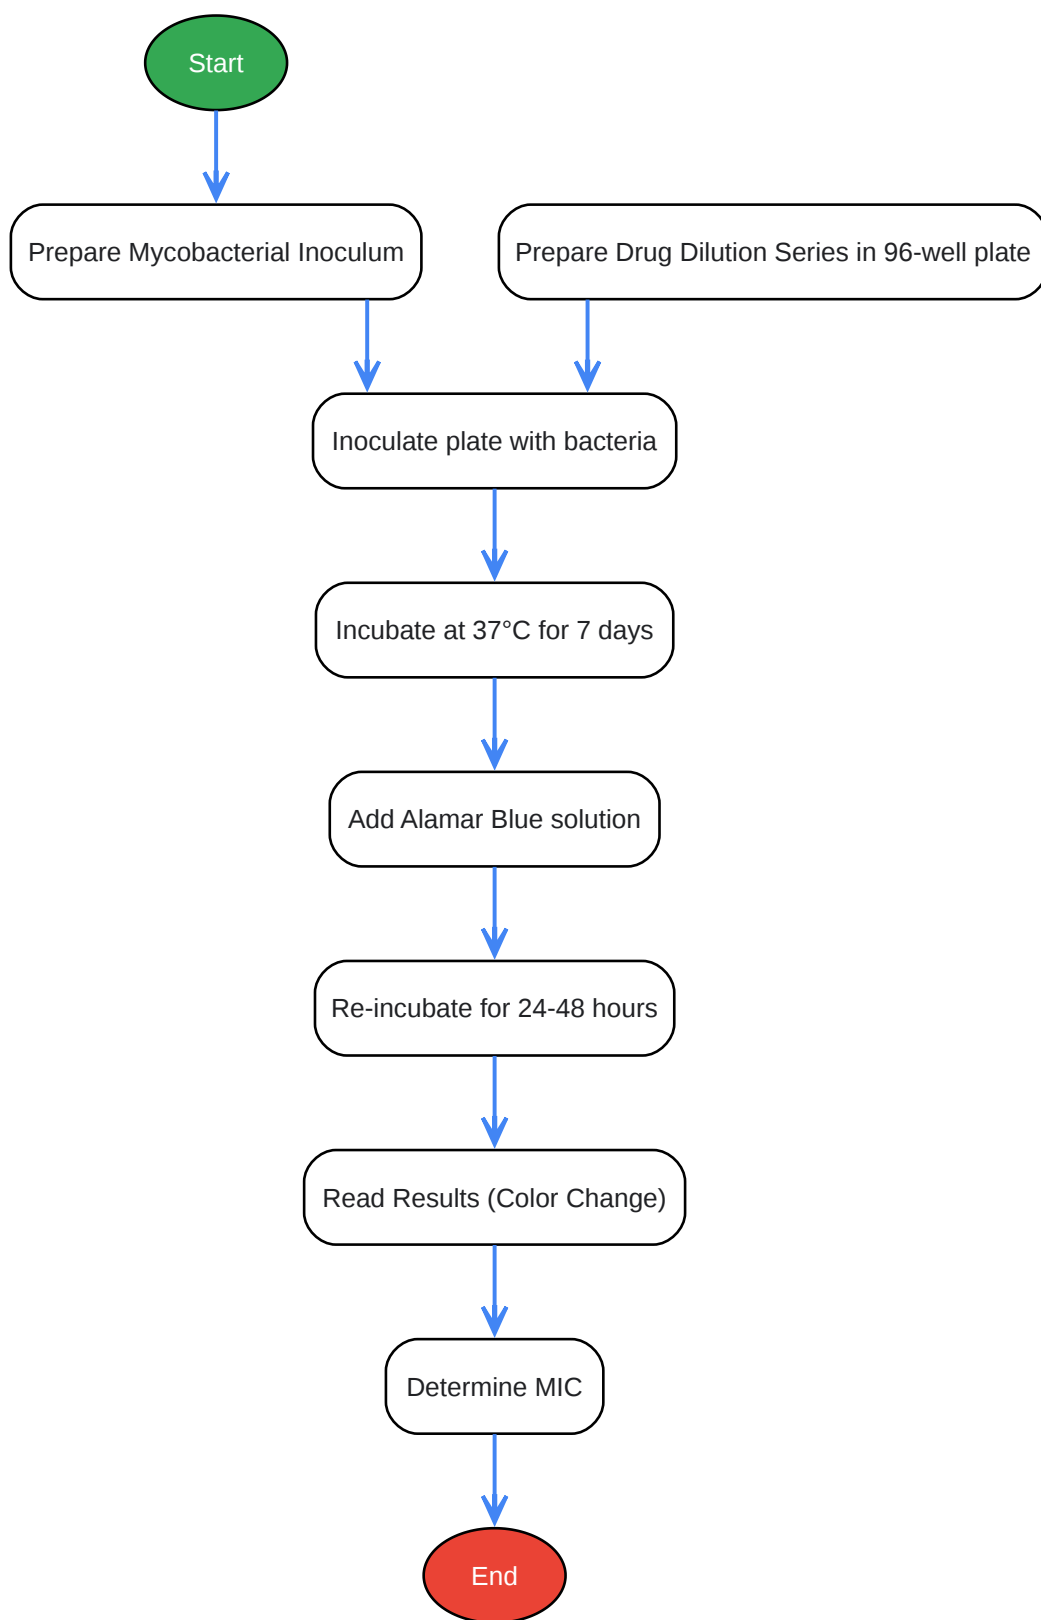 Start
Prepare Mycobacterial Inoculum
Prepare Drug Dilution Series in 96-well plate
Inoculate plate with bacteria
Incubate at 37°C for 7 days
Add Alamar Blue solution
Re-incubate for 24-48 hours
Read Results (Color Change)
Determine MIC
End